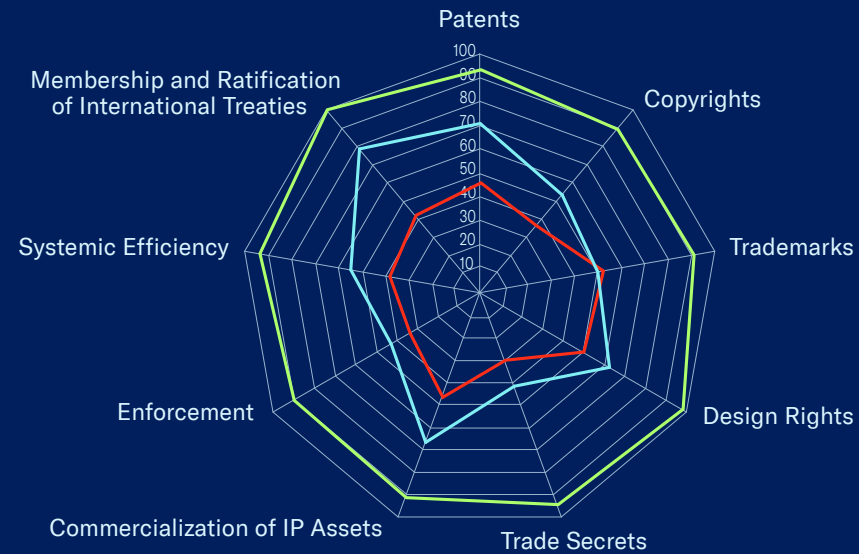 Patents
100
90
80
70
60
50
40
30
20
10
Membership and Ratification
of International Treaties
Copyrights
Systemic Efficiency
Trademarks
Enforcement
Design Rights
Commercialization of IP Assets
Trade Secrets